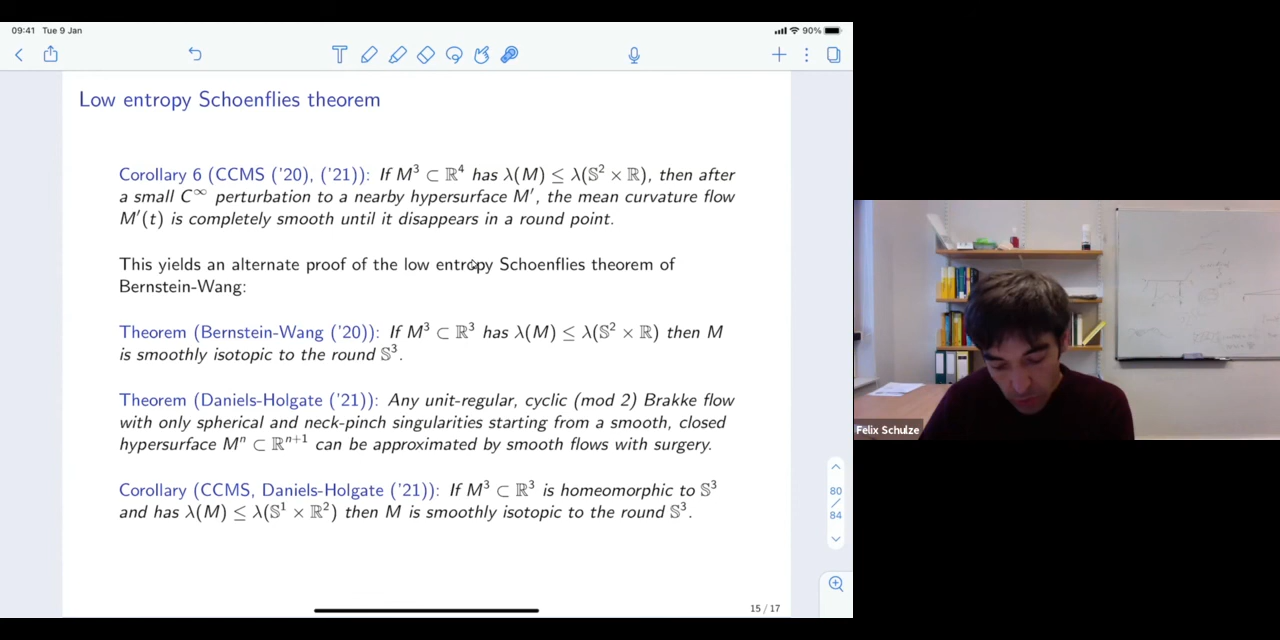 09:41 Tue 9 Jan
90%
Low entropy Schoenflies theorem
Corollary 6 (CCMS ('20), ('21)): If M³ ⊂ ℝ⁴ has λ(M) ≤ λ(𝕊² × ℝ), then after
a small C^∞ perturbation to a nearby hypersurface M′, the mean curvature flow
M′(t) is completely smooth until it disappears in a round point.
This yields an alternate proof of the low entropy Schoenflies theorem of
Bernstein-Wang:
Theorem (Bernstein-Wang ('20)): If M³ ⊂ ℝ³ has λ(M) ≤ λ(𝕊² × ℝ) then M
is smoothly isotopic to the round 𝕊³.
Theorem (Daniels-Holgate ('21)): Any unit-regular, cyclic (mod 2) Brakke flow
with only spherical and neck-pinch singularities starting from a smooth, closed
hypersurface Mⁿ ⊂ ℝⁿ⁺¹ can be approximated by smooth flows with surgery.
Corollary (CCMS, Daniels-Holgate ('21)): If M³ ⊂ ℝ³ is homeomorphic to 𝕊³
and has λ(M) ≤ λ(𝕊¹ × ℝ²) then M is smoothly isotopic to the round 𝕊³.
80
/
84
15 / 17
Felix Schulze